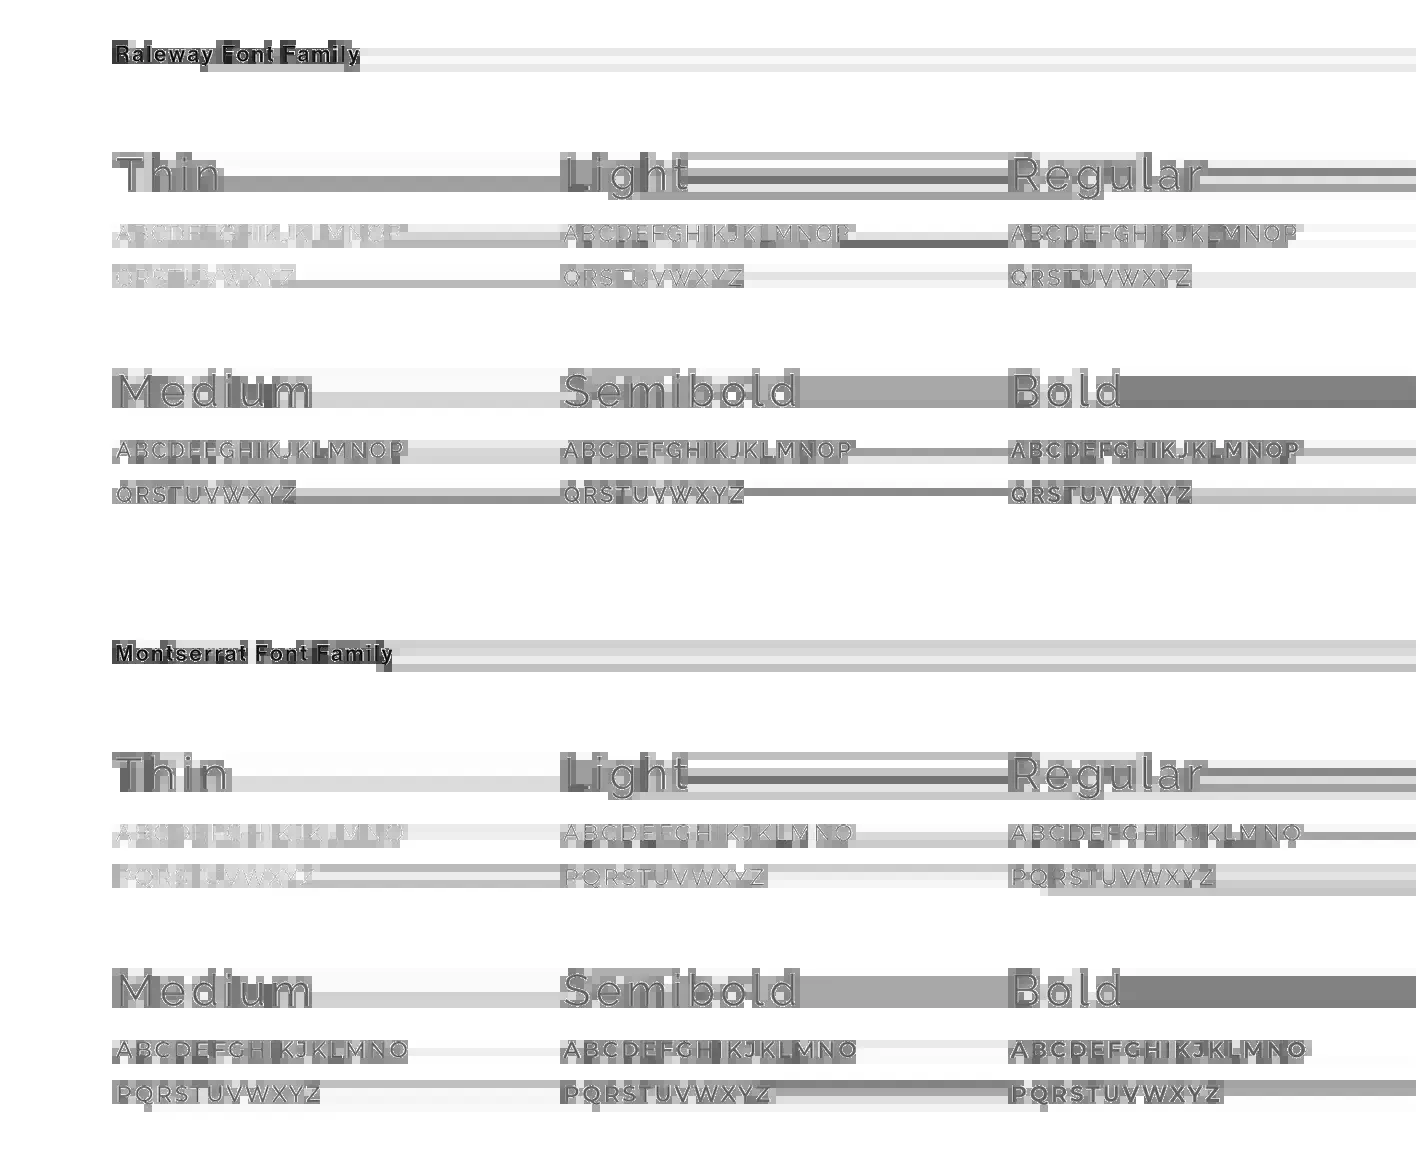 Raleway Font Family
Thin Light Regular
ABCDEFGHIKJKLMNOP ABCDEFGHIKJKLMNOP ABCDEFGHIKJKLMNOP
QRSTUVWXYZ QRSTUVWXYZ QRSTUVWXYZ
Medium Semibold Bold
ABCDEFGHIKJKLMNOP ABCDEFGHIKJKLMNOP ABCDEFGHIKJKLMNOP
QRSTUVWXYZ QRSTUVWXYZ QRSTUVWXYZ
Montserrat Font Family
Thin Light Regular
ABCDEFGHIKJKLMNO ABCDEFGHIKJKLMNO ABCDEFGHIKJKLMNO
PQRSTUVWXYZ PQRSTUVWXYZ PQRSTUVWXYZ
Medium Semibold Bold
ABCDEFGHIKJKLMNO ABCDEFGHIKJKLMNO ABCDEFGHIKJKLMNO
PQRSTUVWXYZ PQRSTUVWXYZ PQRSTUVWXYZ